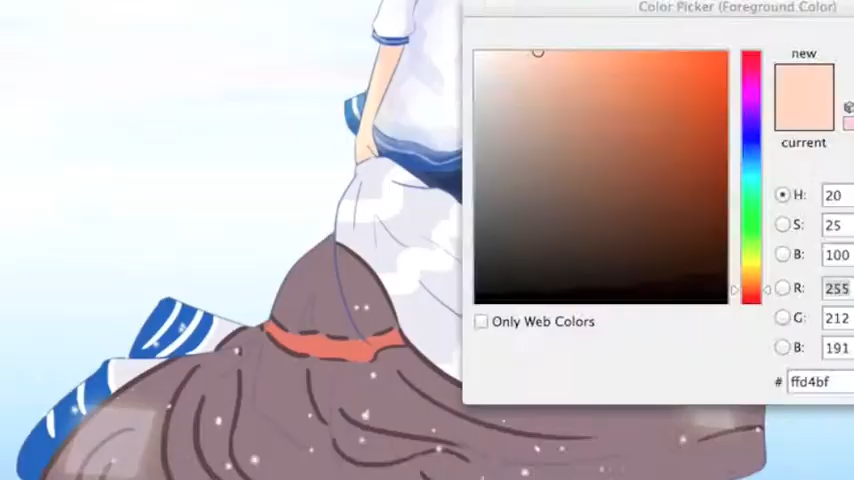 Color Picker (Foreground Color)
new
current
H: 20
S: 25
B: 100
R: 255
G: 212
B: 191
Only Web Colors
# ffd4bf